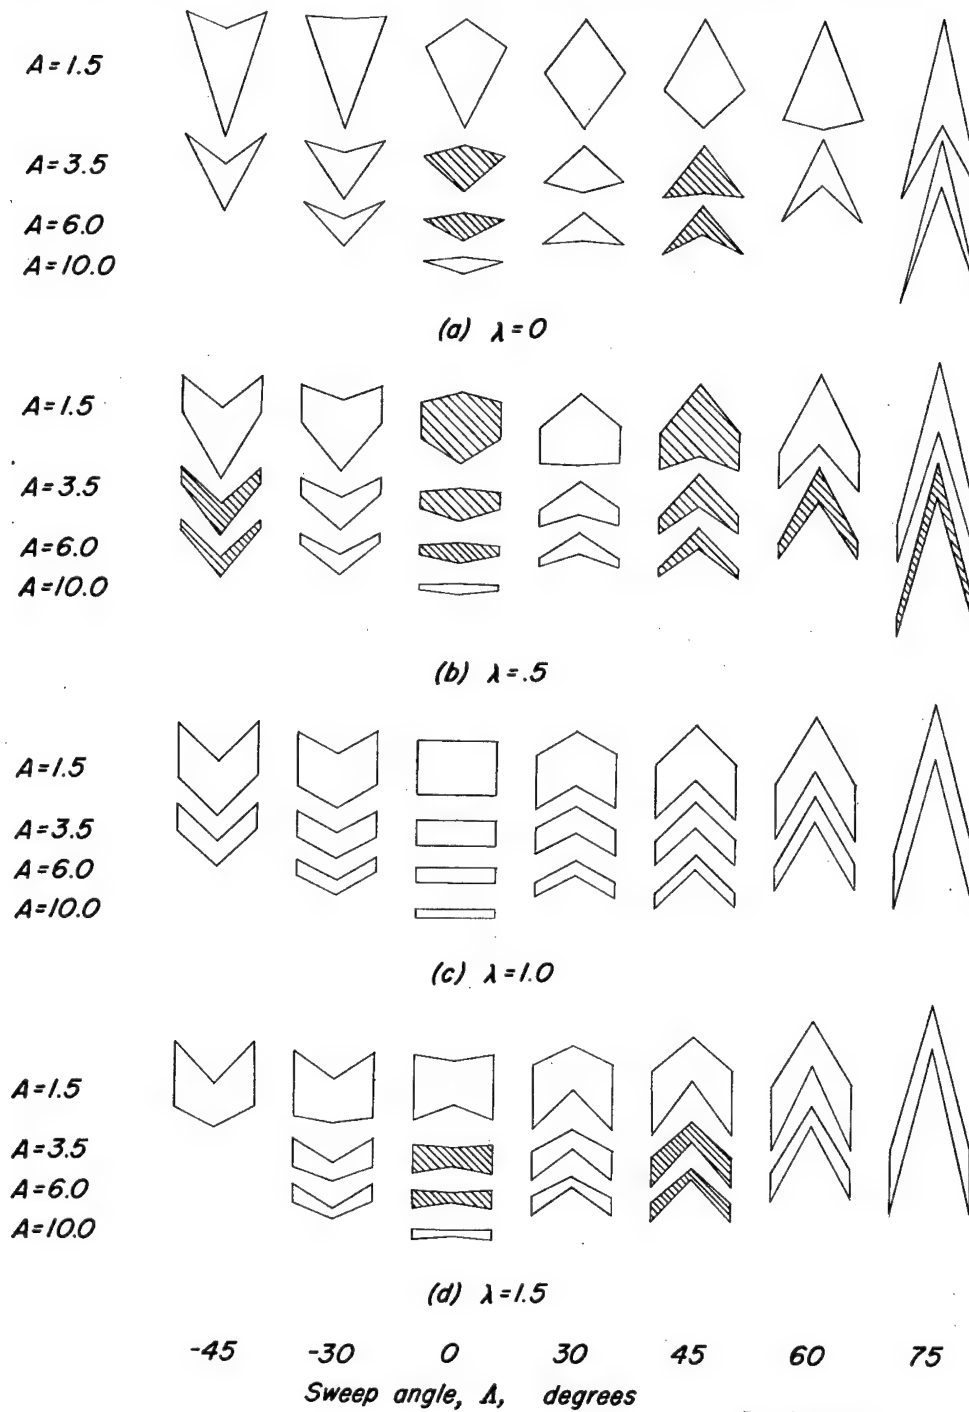 A=1.5
A=3.5
A=6.0
A=10.0
(a) λ=0
A=1.5
A=3.5
A=6.0
A=10.0
(b) λ=.5
A=1.5
A=3.5
A=6.0
A=10.0
(c) λ=1.0
A=1.5
A=3.5
A=6.0
A=10.0
(d) λ=1.5
-45 -30 0 30 45 60 75
Sweep angle, Λ, degrees